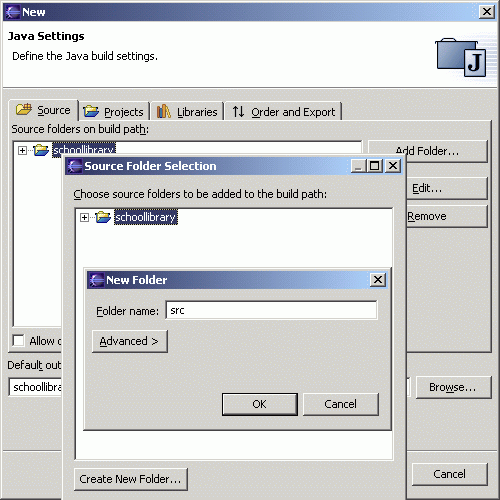 New
Java Settings
Define the Java build settings.
J
Source Projects Libraries Order and Export
Source folders on build path:
schoollibrary
Add Folder...
Edit...
Remove
Source Folder Selection
Choose source folders to be added to the build path:
schoollibrary
New Folder
Folder name: src
Advanced >
OK Cancel
Allow
Default out
schoollibra
Browse...
Create New Folder...
Cancel